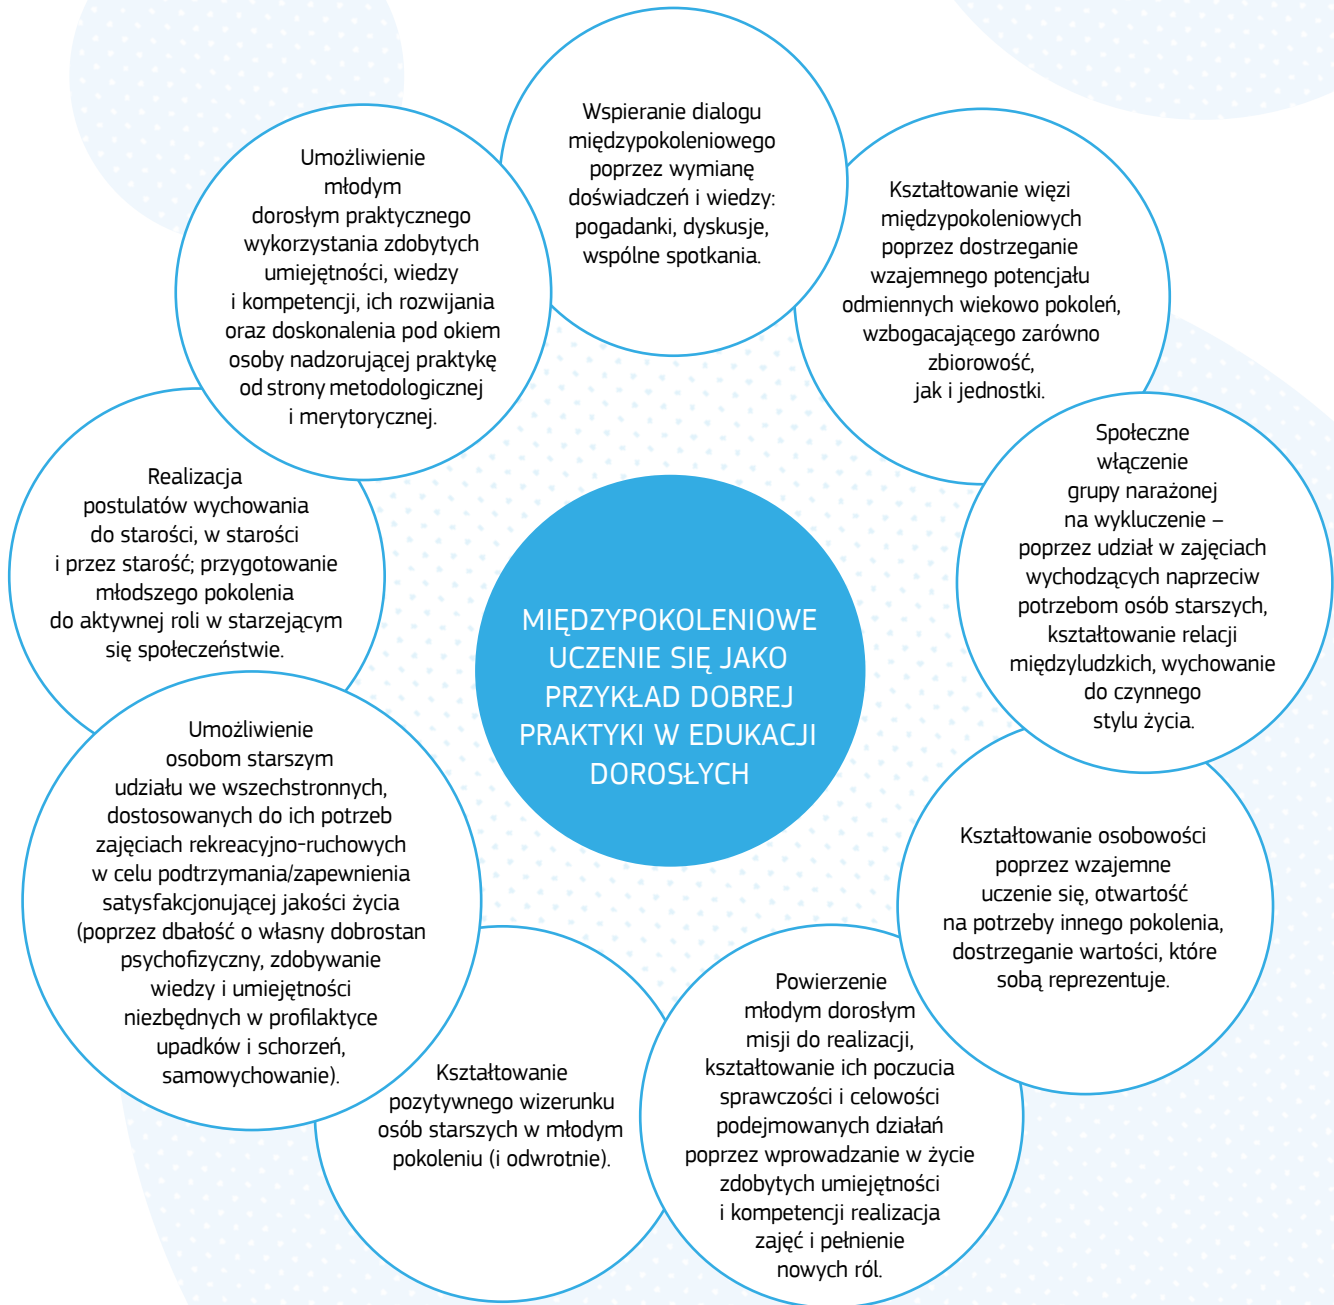 Wspieranie dialogu
międzypokoleniowego
poprzez wymianę
doświadczeń i wiedzy:
pogadanki, dyskusje,
wspólne spotkania.
Kształtowanie więzi
międzypokoleniowych
poprzez dostrzeganie
wzajemnego potencjału
odmiennych wiekowo pokoleń,
wzbogacającego zarówno
zbiorowość,
jak i jednostki.
Społeczne
włączenie
grupy narażonej
na wykluczenie –
poprzez udział w zajęciach
wychodzących naprzeciw
potrzebom osób starszych,
kształtowanie relacji
międzyludzkich, wychowanie
do czynnego
stylu życia.
Kształtowanie osobowości
poprzez wzajemne
uczenie się, otwartość
na potrzeby innego pokolenia,
dostrzeganie wartości, które
sobą reprezentuje.
Powierzenie
młodym dorosłym
misji do realizacji,
kształtowanie ich poczucia
sprawczości i celowości
podejmowanych działań
poprzez wprowadzanie w życie
zdobytych umiejętności
i kompetencji realizacja
zajęć i pełnienie
nowych ról.
Kształtowanie
pozytywnego wizerunku
osób starszych w młodym
pokoleniu (i odwrotnie).
Umożliwienie
osobom starszym
udziału we wszechstronnych,
dostosowanych do ich potrzeb
zajęciach rekreacyjno-ruchowych
w celu podtrzymania/zapewnienia
satysfakcjonującej jakości życia
(poprzez dbałość o własny dobrostan
psychofizyczny, zdobywanie
wiedzy i umiejętności
niezbędnych w profilaktyce
upadków i schorzeń,
samowychowanie).
Realizacja
postulatów wychowania
do starości, w starości
i przez starość; przygotowanie
młodszego pokolenia
do aktywnej roli w starzejącym
się społeczeństwie.
Umożliwienie
młodym
dorosłym praktycznego
wykorzystania zdobytych
umiejętności, wiedzy
i kompetencji, ich rozwijania
oraz doskonalenia pod okiem
osoby nadzorującej praktykę
od strony metodologicznej
i merytorycznej.
MIĘDZYPOKOLENIOWE
UCZENIE SIĘ JAKO
PRZYKŁAD DOBREJ
PRAKTYKI W EDUKACJI
DOROSŁYCH